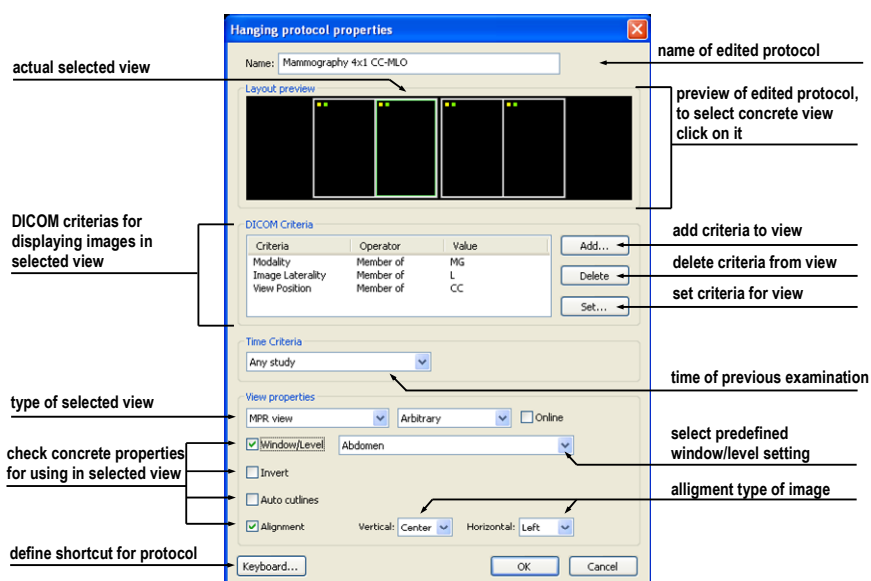 Hanging protocol properties
name of edited protocol
Name: Mammography 4x1 CC-MLO
actual selected view
Layout preview
preview of edited protocol,
to select concrete view
click on it
DICOM criterias for
displaying images in
selected view
DICOM Criteria
Criteria Operator Value
Modality Member of MG
Image Laterality Member of L
View Position Member of CC
Add...
Delete
Set...
add criteria to view
delete criteria from view
set criteria for view
Time Criteria
Any study
time of previous examination
View properties
type of selected view
MPR view Arbitrary Online
Window/Level Abdomen
select predefined
window/level setting
check concrete properties
for using in selected view
Invert
Auto cutlines
alligment type of image
Alignment Vertical: Center Horizontal: Left
define shortcut for protocol
Keyboard... OK Cancel